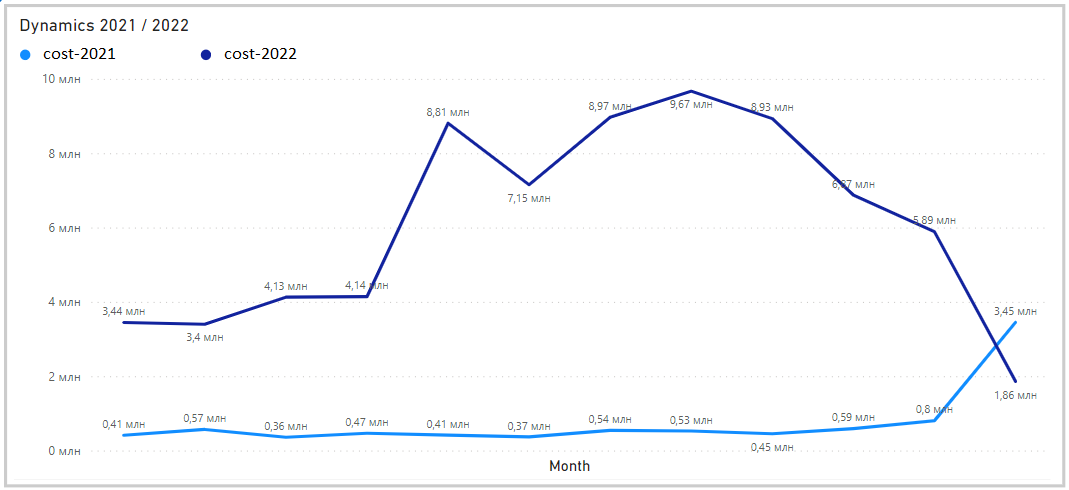 Dynamics 2021 / 2022
cost-2021 cost-2022
10 млн
8 млн
6 млн
4 млн
2 млн
0 млн
3,44 млн
3,4 млн
4,13 млн
4,14 млн
8,81 млн
7,15 млн
8,97 млн
9,67 млн
8,93 млн
6,87 млн
5,89 млн
1,86 млн
0,41 млн
0,57 млн
0,36 млн
0,47 млн
0,41 млн
0,37 млн
0,54 млн
0,53 млн
0,45 млн
0,59 млн
0,8 млн
3,45 млн
Month